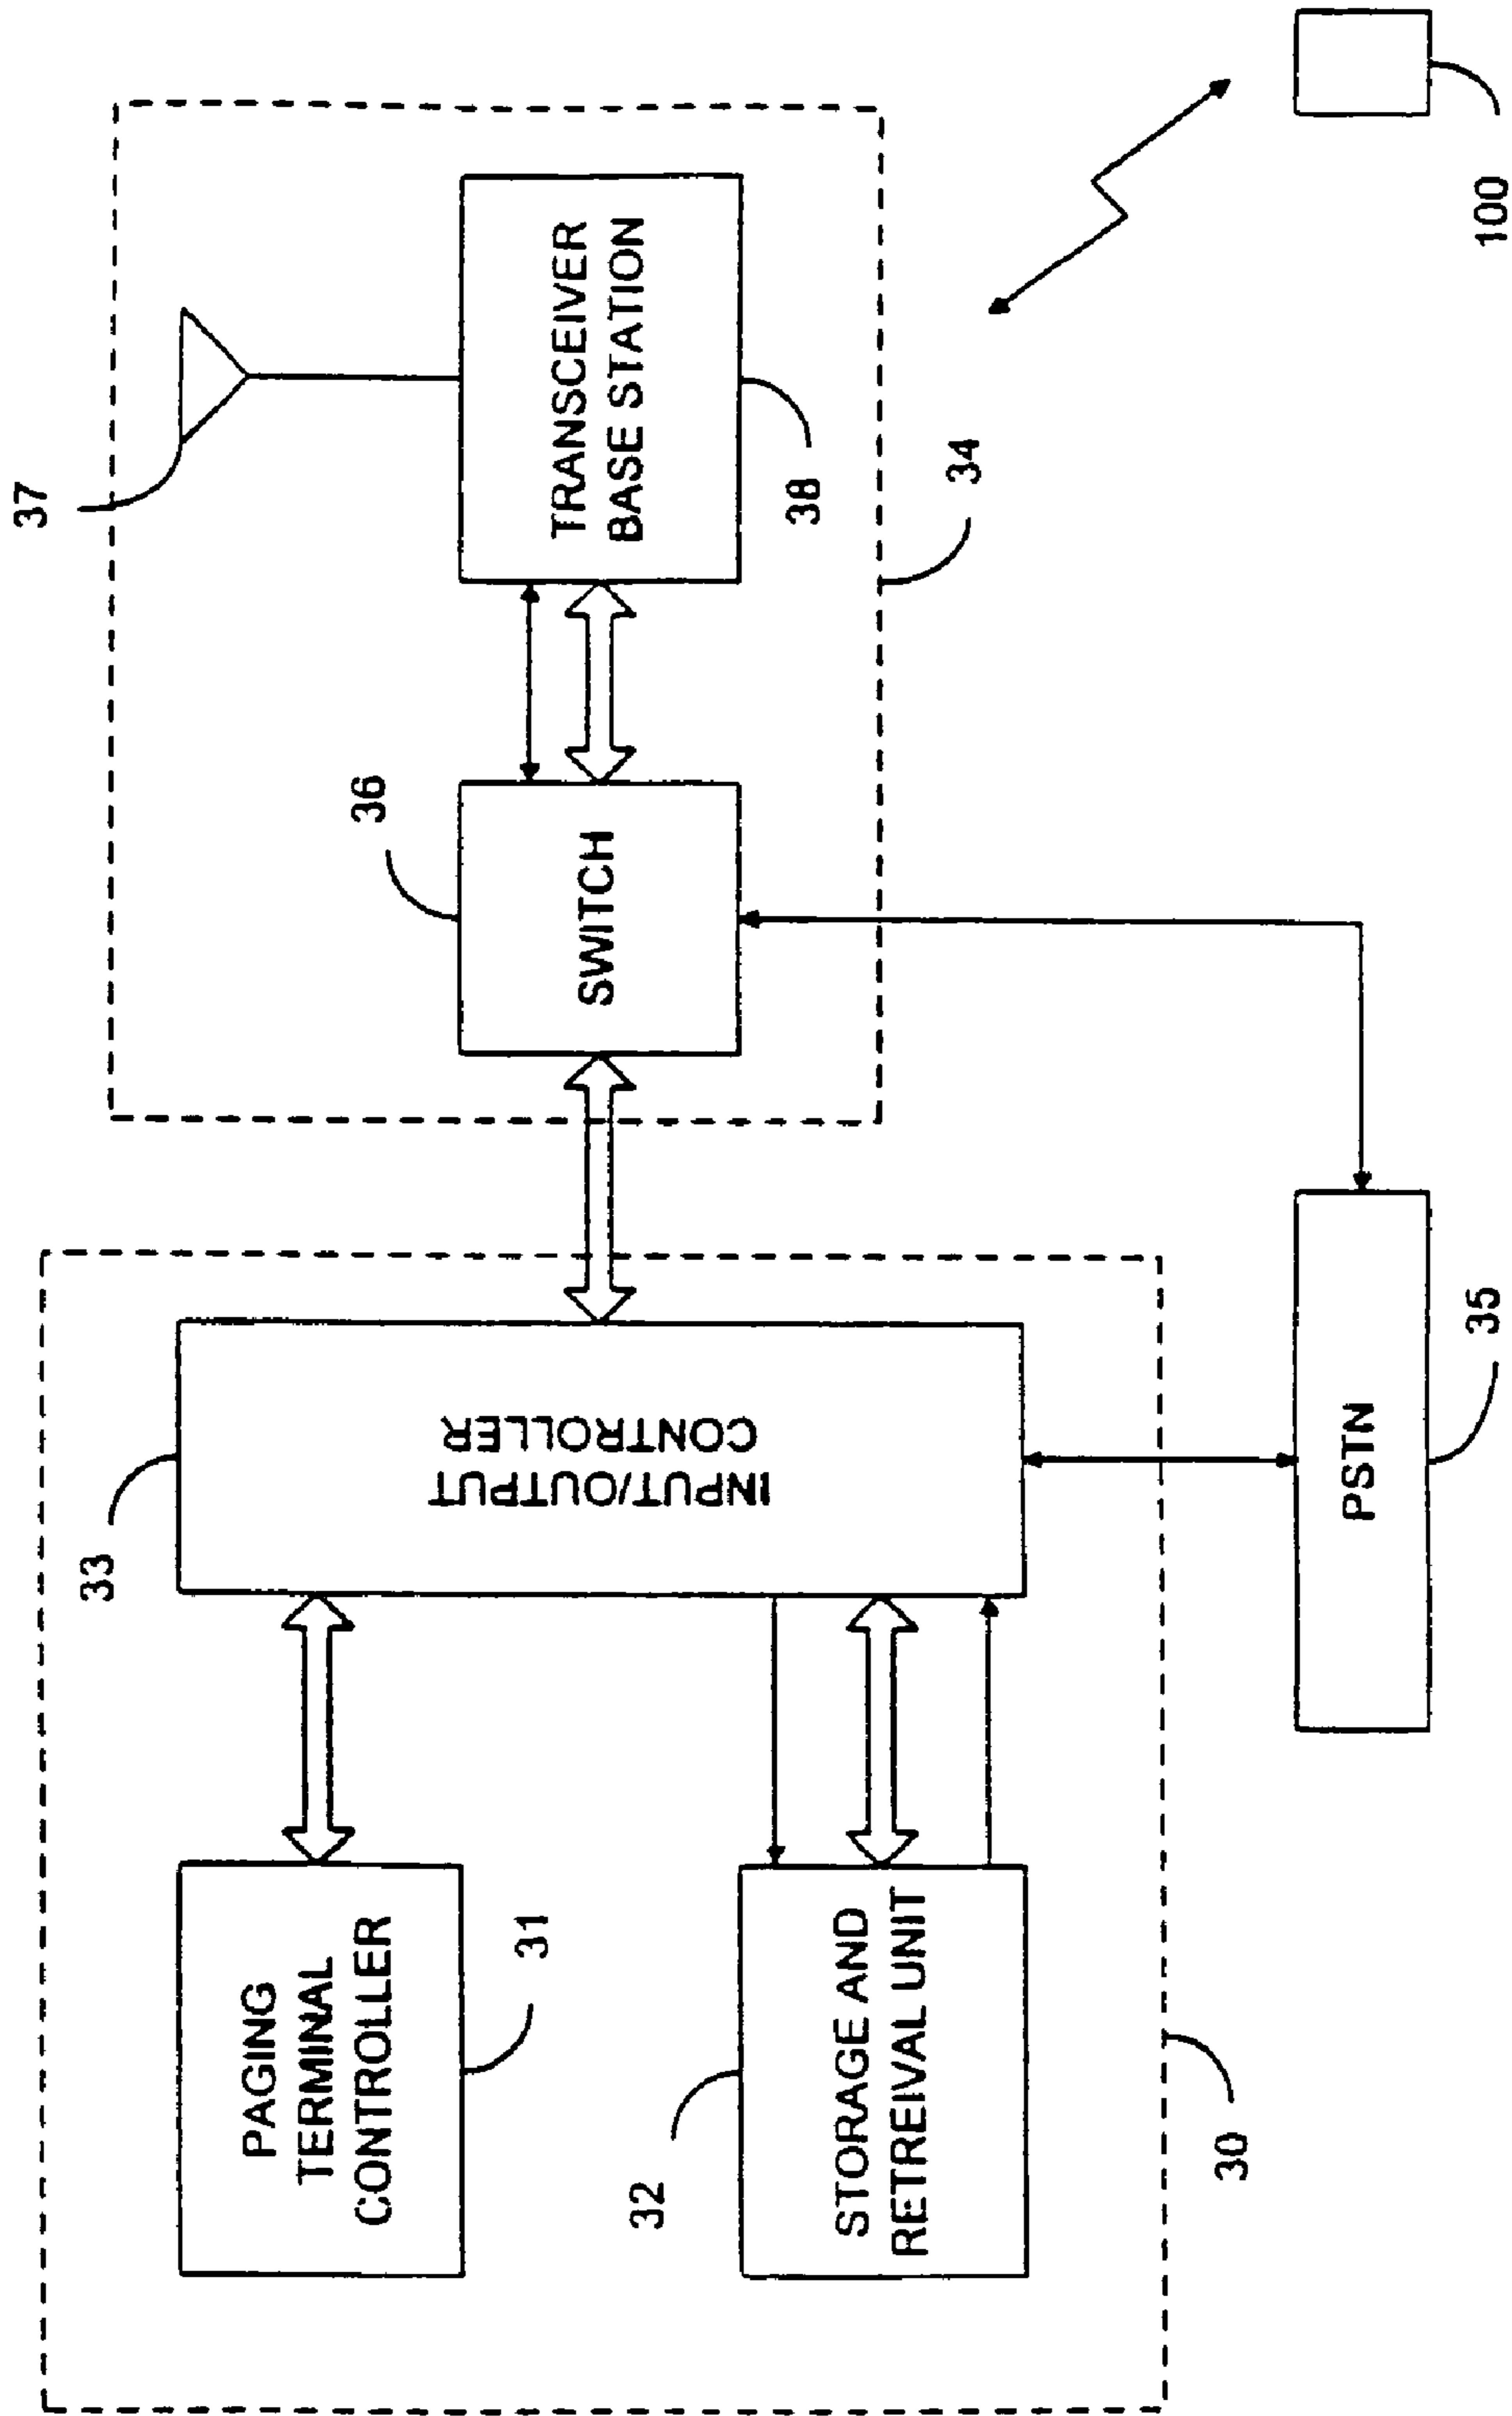 37
TRANSCEIVER
BASE STATION
38
36
SWITCH
34
100
33
INPUT/OUTPUT
CONTROLLER
PAGING
TERMINAL
CONTROLLER
31
32
STORAGE AND
RETREIVAL UNIT
30
PSTN
35